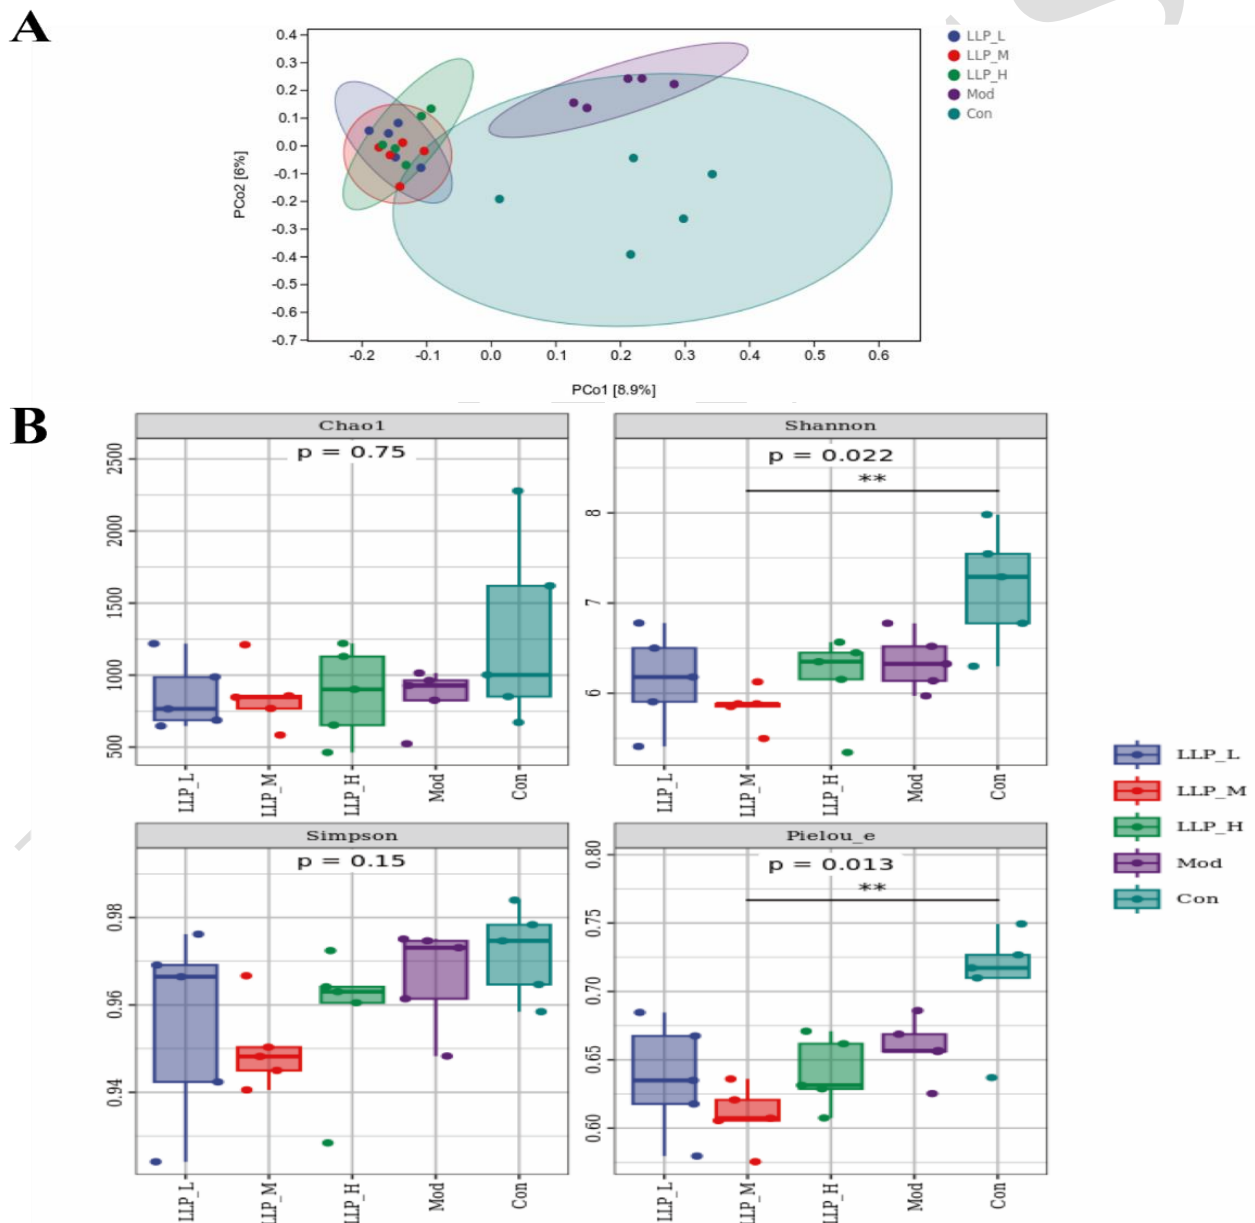 A
LLP_L
LLP_M
LLP_H
Mod
Con
0.4
0.3
0.2
0.1
0.0
-0.1
-0.2
-0.3
-0.4
-0.5
-0.6
-0.7
PCo2 [6%]
-0.2 -0.1 0.0 0.1 0.2 0.3 0.4 0.5 0.6
PCo1 [8.9%]
B
Chao1
p = 0.75
2500
2000
1500
1000
500
LLP_L LLP_M LLP_H Mod Con
Shannon
p = 0.022
**
8
7
6
LLP_L LLP_M LLP_H Mod Con
Simpson
p = 0.15
0.98
0.96
0.94
LLP_L LLP_M LLP_H Mod Con
Pielou_e
p = 0.013
**
0.80
0.75
0.70
0.65
0.60
LLP_L LLP_M LLP_H Mod Con
LLP_L
LLP_M
LLP_H
Mod
Con